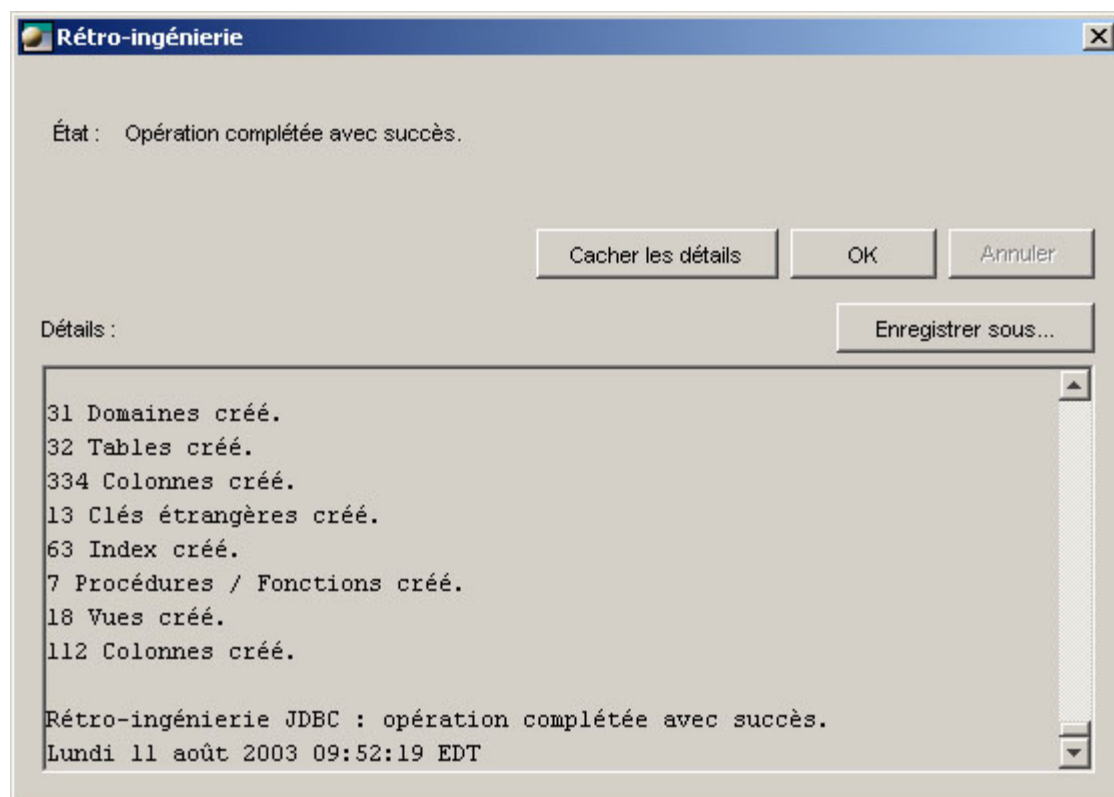 Rétro-ingénierie
État : Opération complétée avec succès.
Cacher les détails OK Annuler
Détails : Enregistrer sous...
31 Domaines créé.
32 Tables créé.
334 Colonnes créé.
13 Clés étrangères créé.
63 Index créé.
7 Procédures / Fonctions créé.
18 Vues créé.
112 Colonnes créé.
Rétro-ingénierie JDBC : opération complétée avec succès.
Lundi 11 août 2003 09:52:19 EDT